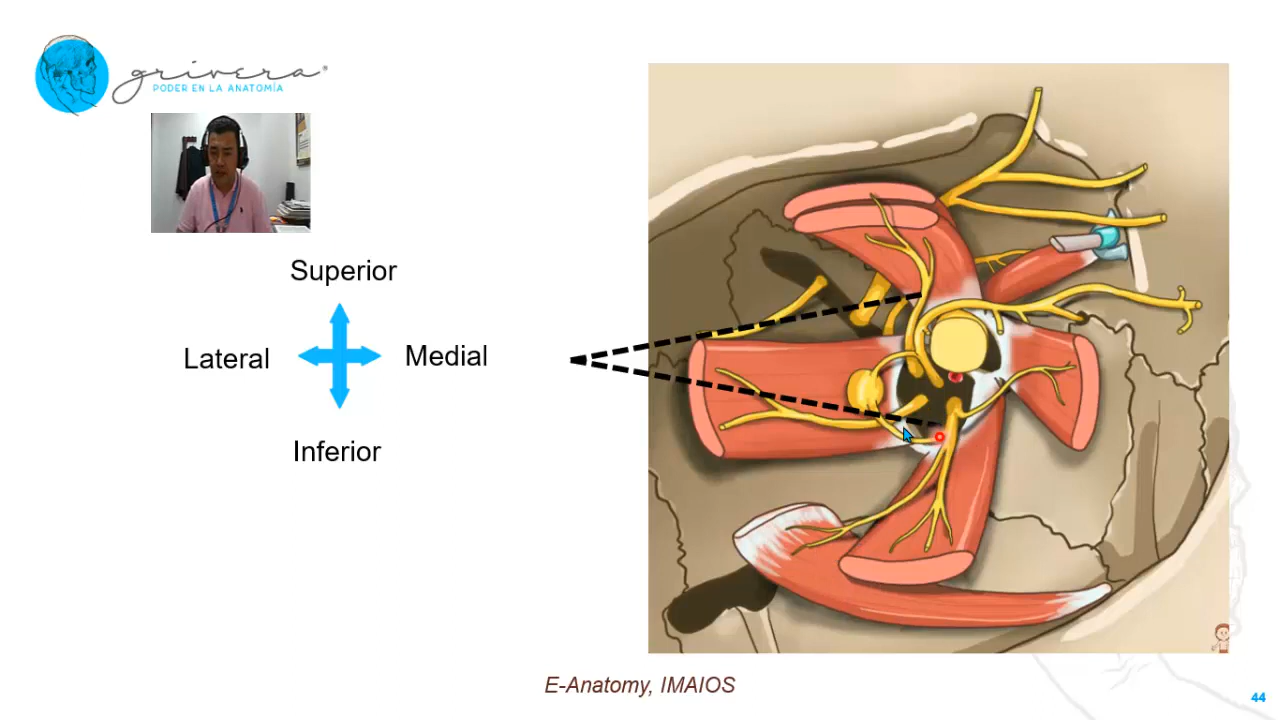 grivera®
PODER EN LA ANATOMÍA
Superior
Lateral
Medial
Inferior
E-Anatomy, IMAIOS
44